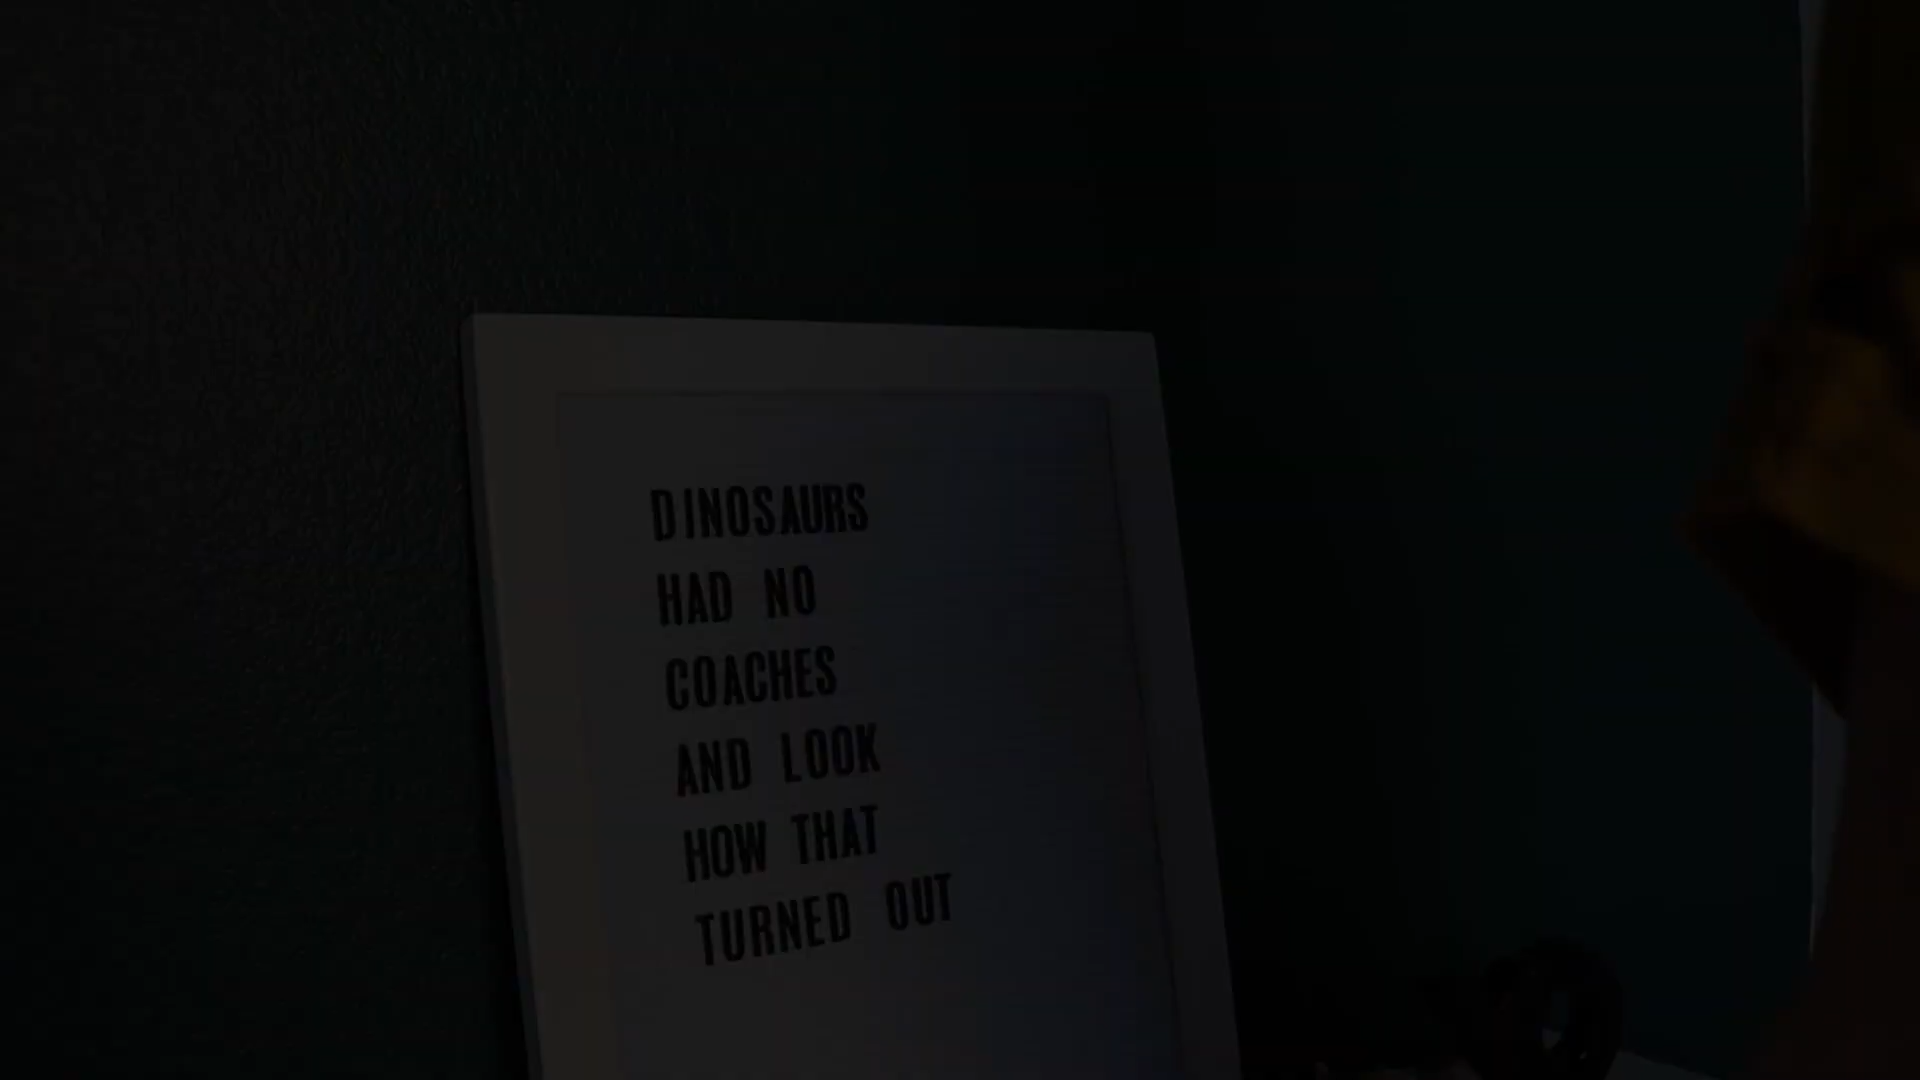 DINOSAURS
HAD NO
COACHES
AND LOOK
HOW THAT
TURNED OUT